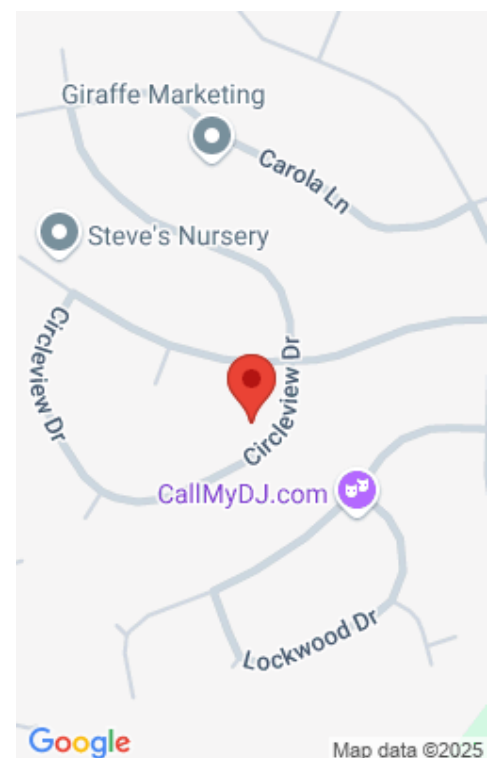 Giraffe Marketing
Carola Ln
Steve's Nursery
Circleview Dr
Circleview Dr
CallMyDJ.com
Lockwood Dr
Google
Map data ©2025